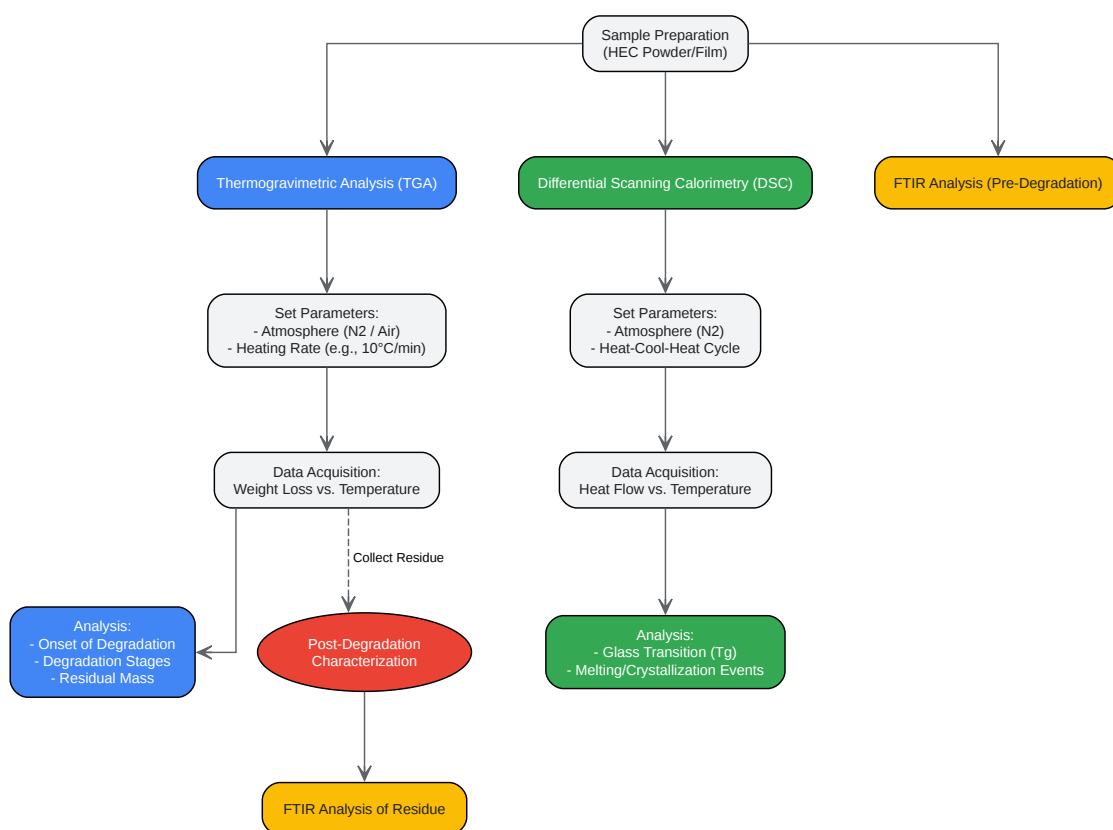 Sample Preparation
(HEC Powder/Film)
Thermogravimetric Analysis (TGA)
Differential Scanning Calorimetry (DSC)
FTIR Analysis (Pre-Degradation)
Set Parameters:
- Atmosphere (N2 / Air)
- Heating Rate (e.g., 10°C/min)
Set Parameters:
- Atmosphere (N2)
- Heat-Cool-Heat Cycle
Data Acquisition:
Weight Loss vs. Temperature
Data Acquisition:
Heat Flow vs. Temperature
Collect Residue
Analysis:
- Onset of Degradation
- Degradation Stages
- Residual Mass
Post-Degradation
Characterization
Analysis:
- Glass Transition (Tg)
- Melting/Crystallization Events
FTIR Analysis of Residue